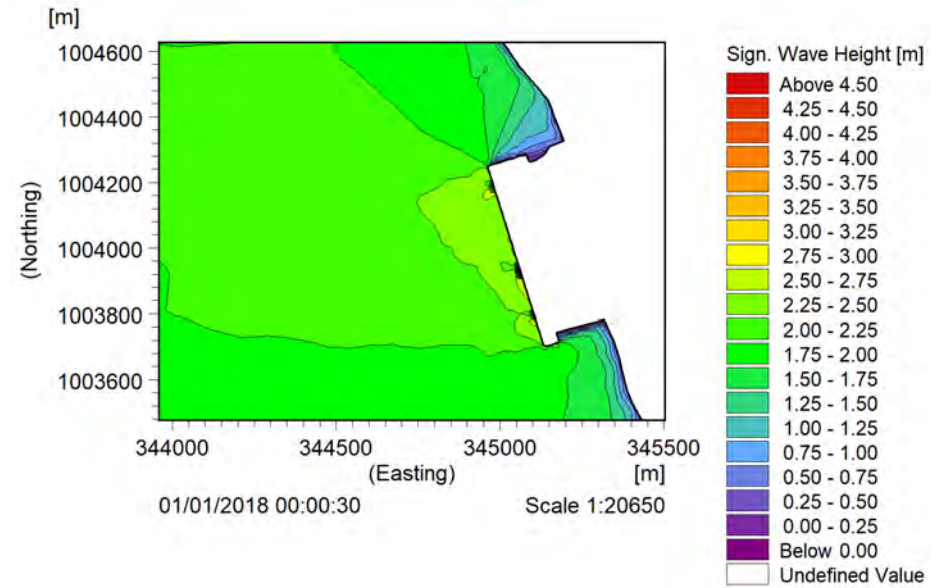 [m]
1004600
1004400
1004200
1004000
1003800
1003600
(Northing)
344000 344500 345000 345500
(Easting) [m]
01/01/2018 00:00:30 Scale 1:20650
Sign. Wave Height [m]
Above 4.50
4.25 - 4.50
4.00 - 4.25
3.75 - 4.00
3.50 - 3.75
3.25 - 3.50
3.00 - 3.25
2.75 - 3.00
2.50 - 2.75
2.25 - 2.50
2.00 - 2.25
1.75 - 2.00
1.50 - 1.75
1.25 - 1.50
1.00 - 1.25
0.75 - 1.00
0.50 - 0.75
0.25 - 0.50
0.00 - 0.25
Below 0.00
Undefined Value